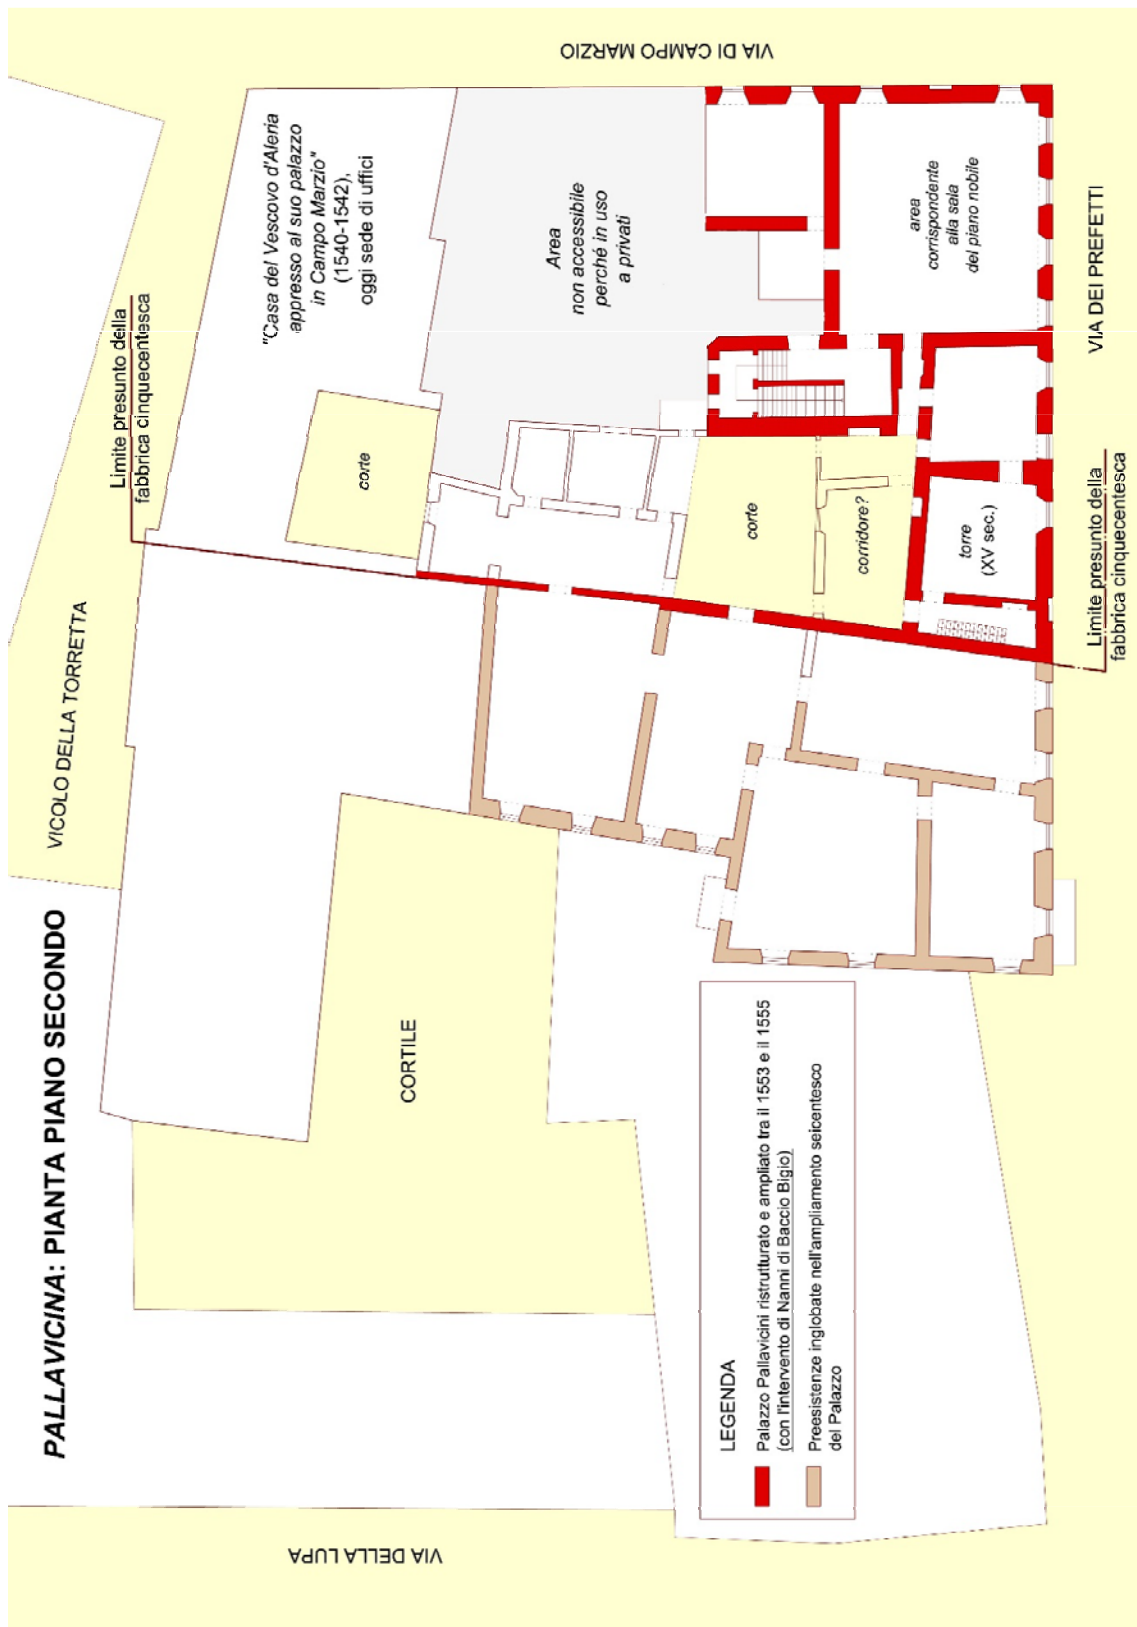 PALLAVICINA: PIANTA PIANO SECONDO
VICOLO DELLA TORRETTA
Limite presunto della
fabbrica cinquecentesca
"Casa del Vescovo d'Aleria
appresso al suo palazzo
in Campo Marzio"
(1540-1542),
oggi sede di uffici
VIA DI CAMPO MARZIO
Area
non accessibile
perché in uso
a privati
area
corrispondente
alla sala
del piano nobile
VIA DEI PREFETTI
corte
corte
corridore?
torre
(XV sec.)
Limite presunto della
fabbrica cinquecentesca
CORTILE
VIA DELLA LUPA
LEGENDA
Palazzo Pallavicini ristrutturato e ampliato tra il 1553 e il 1555
(con l'intervento di Nanni di Baccio Bigio)
Preesistenze inglobate nell'ampliamento seicentesco
del Palazzo